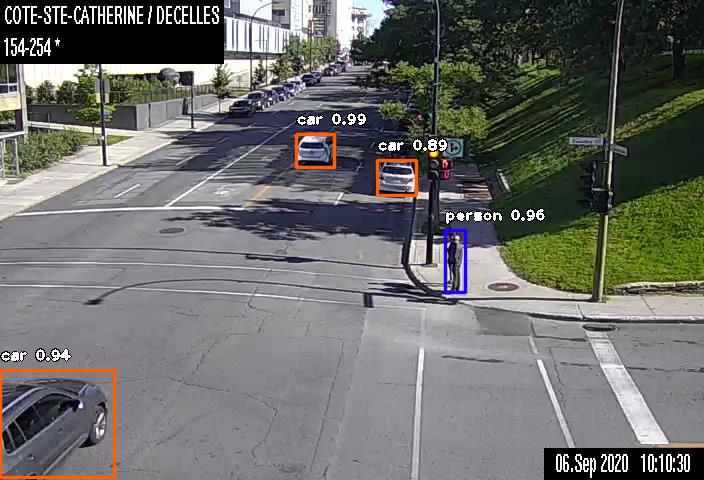 COTE-STE-CATHERINE / DECELLES
154-254 *
car 0.99
car 0.89
person 0.96
car 0.94
06.Sep 2020 10:10:30